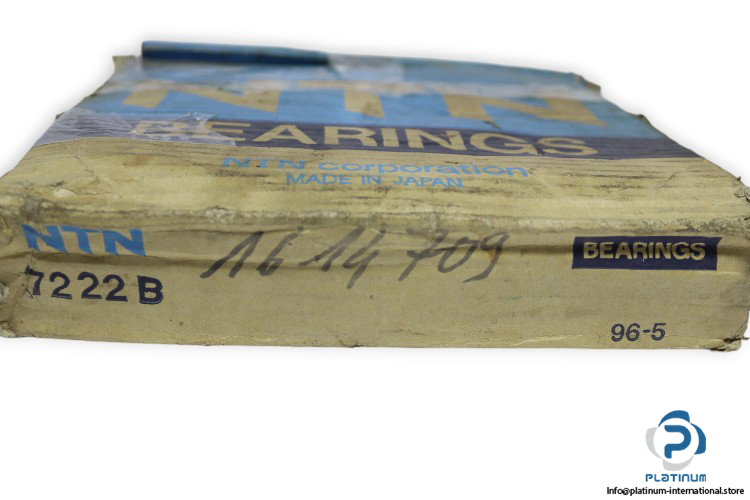 NTN
BEARINGS
NTN corporation
MADE IN JAPAN
NTN
7222B
16 14 709
BEARINGS
96-5
PLATINUM
Info@platinum-international.store